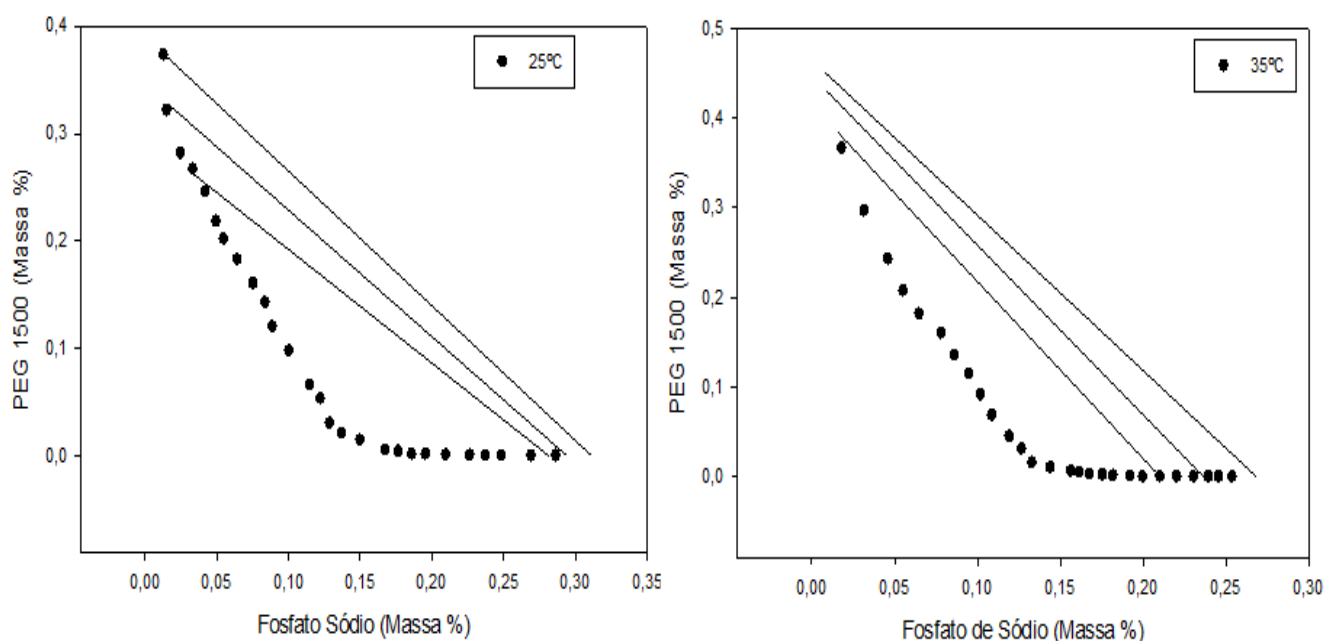 0,4
0,3
0,2
0,1
0,0
PEG 1500 (Massa %)
25ºC
0,00 0,05 0,10 0,15 0,20 0,25 0,30 0,35
Fosfato Sódio (Massa %)
0,5
0,4
0,3
0,2
0,1
0,0
PEG 1500 (Massa %)
35ºC
0,00 0,05 0,10 0,15 0,20 0,25 0,30
Fosfato de Sódio (Massa %)